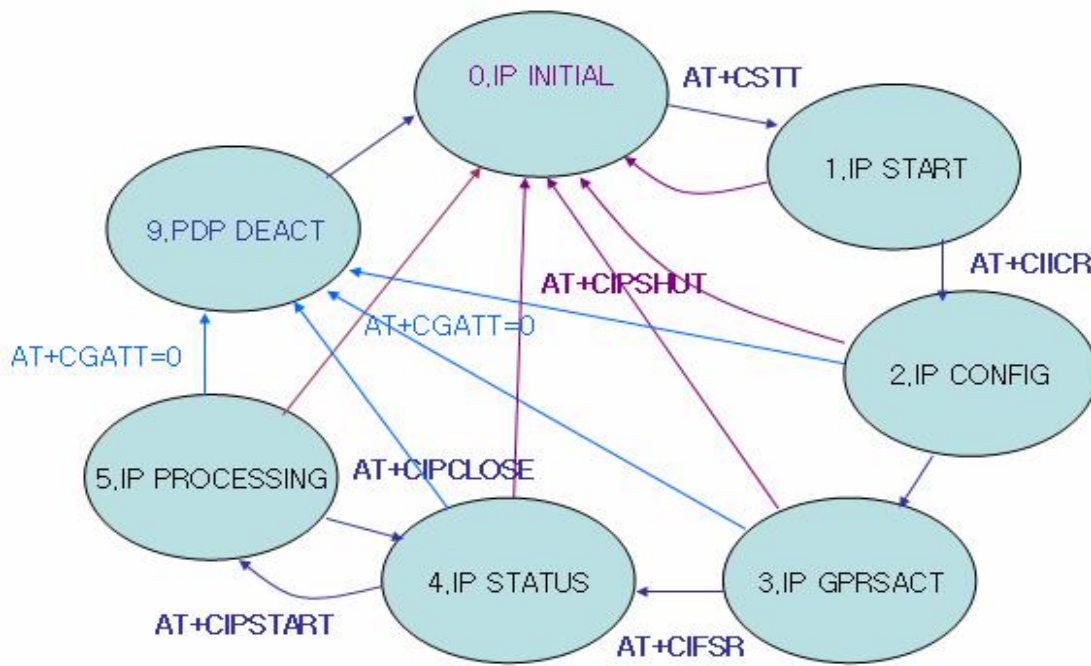 0,IP INITIAL
AT+CSTT
1,IP START
9,PDP DEACT
AT+CIICR
AT+CIPSHUT
AT+CGATT=0
AT+CGATT=0
2,IP CONFIG
5,IP PROCESSING
AT+CIPCLOSE
4,IP STATUS
3,IP GPRSACT
AT+CIPSTART
AT+CIFSR